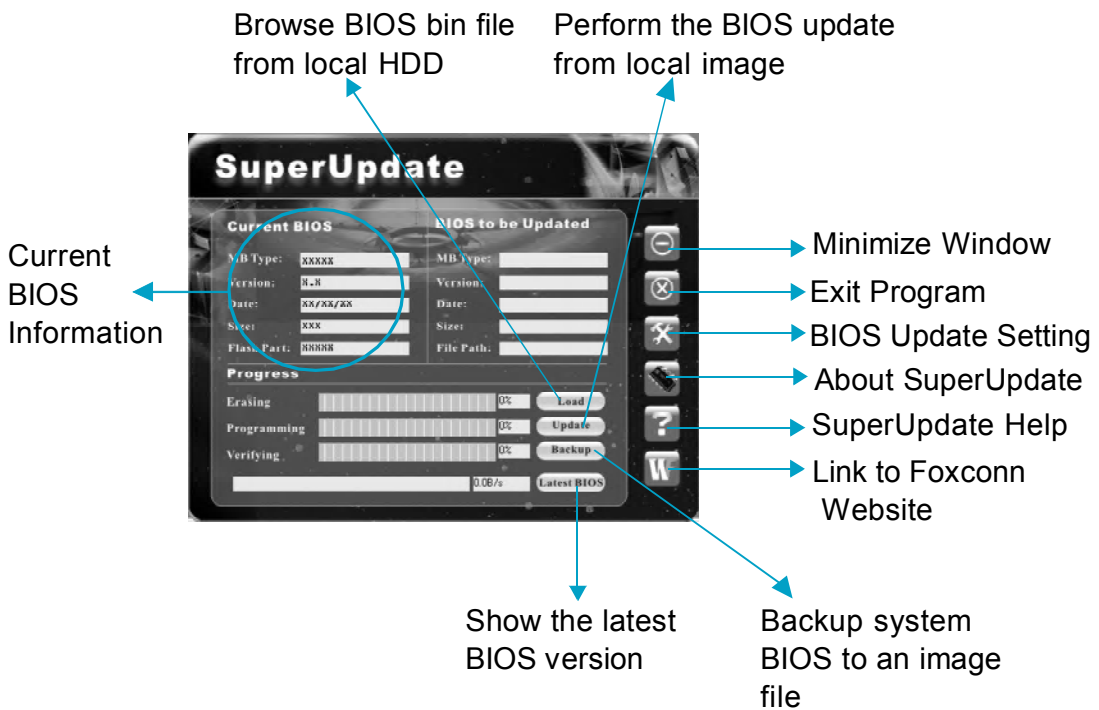 Browse BIOS bin file
from local HDD
Perform the BIOS update
from local image
SuperUpdate
Current BIOS
BIOS to be Updated
MB Type: XXXXX
MB Type:
Version: X.X
Version:
Date: XX/XX/XX
Date:
Size: XXX
Size:
Flash Part: XXXXX
File Path:
Progress
Erasing 0% Load
Programming 0% Update
Verifying 0% Backup
0.0B/s Latest BIOS
Current
BIOS
Information
Minimize Window
Exit Program
BIOS Update Setting
About SuperUpdate
?
SuperUpdate Help
W
Link to Foxconn
Website
Show the latest
BIOS version
Backup system
BIOS to an image
file